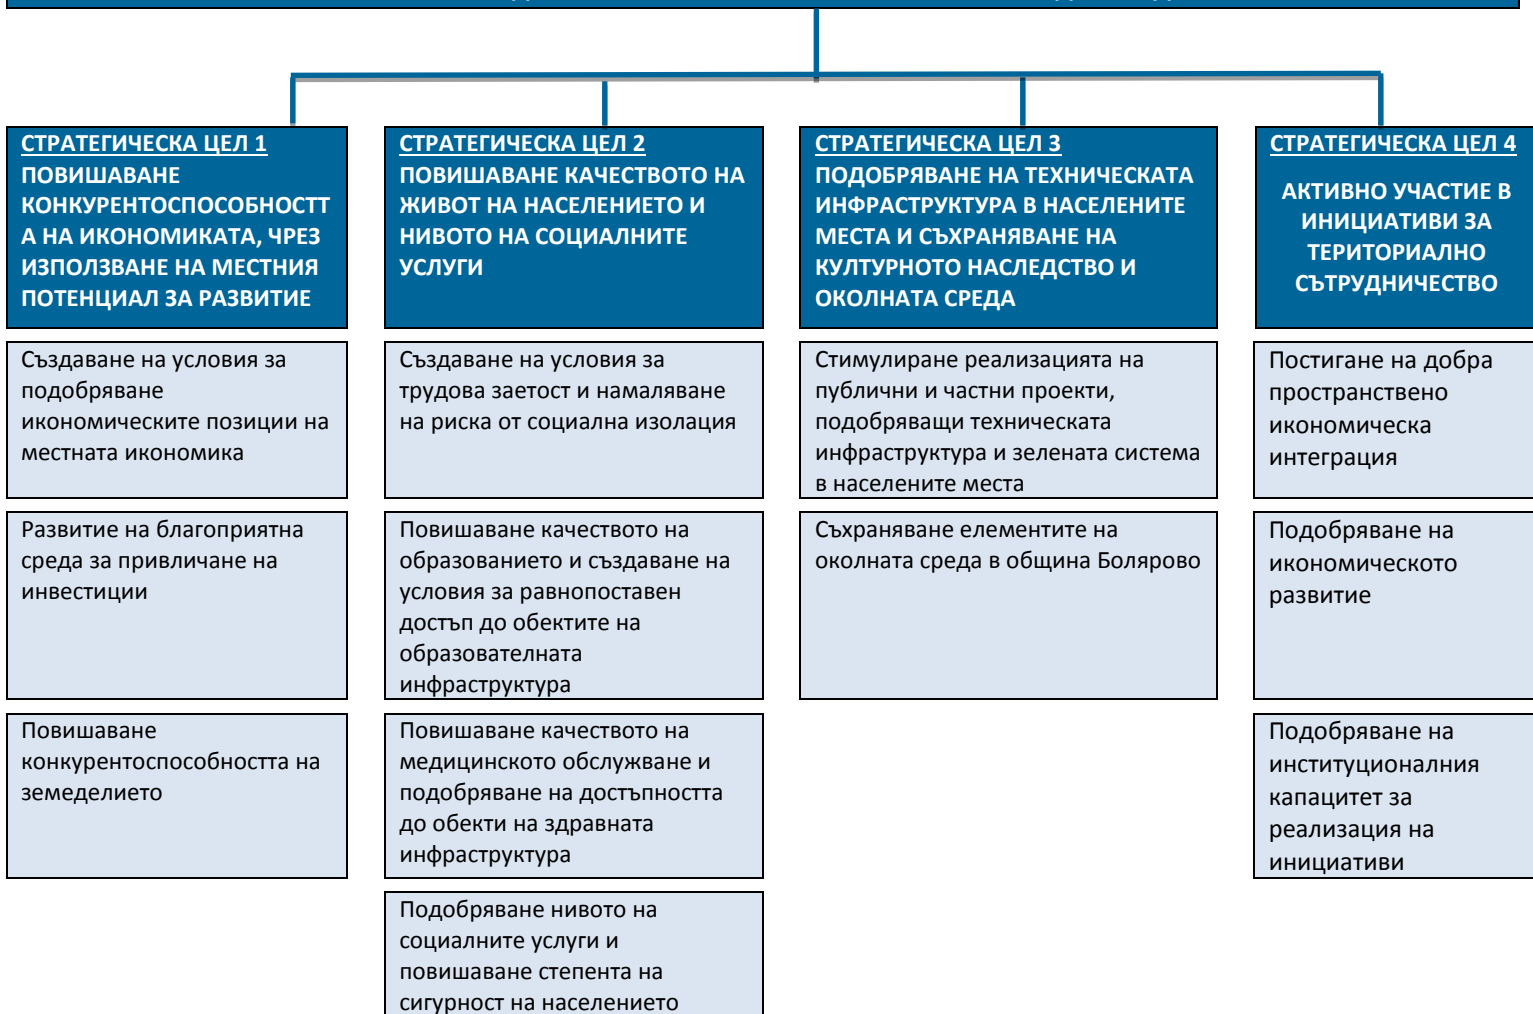 СТРАТЕГИЧЕСКА ЦЕЛ 1
ПОВИШАВАНЕ
КОНКУРЕНТОСПОСОБНОСТТ
А НА ИКОНОМИКАТА, ЧРЕЗ
ИЗПОЛЗВАНЕ НА МЕСТНИЯ
ПОТЕНЦИАЛ ЗА РАЗВИТИЕ
Създаване на условия за
подобряване
икономическите позиции на
местната икономика
Развитие на благоприятна
среда за привличане на
инвестиции
Повишаване
конкурентоспособността на
земеделието
СТРАТЕГИЧЕСКА ЦЕЛ 2
ПОВИШАВАНЕ КАЧЕСТВОТО НА
ЖИВОТ НА НАСЕЛЕНИЕТО И
НИВОТО НА СОЦИАЛНИТЕ
УСЛУГИ
Създаване на условия за
трудова заетост и намаляване
на риска от социална изолация
Повишаване качеството на
образованието и създаване на
условия за равнопоставен
достъп до обектите на
образователната
инфраструктура
Повишаване качеството на
медицинското обслужване и
подобряване на достъпността
до обекти на здравната
инфраструктура
Подобряване нивото на
социалните услуги и
повишаване степента на
сигурност на населението
СТРАТЕГИЧЕСКА ЦЕЛ 3
ПОДОБРЯВАНЕ НА ТЕХНИЧЕСКАТА
ИНФРАСТРУКТУРА В НАСЕЛЕНИТЕ
МЕСТА И СЪХРАНЯВАНЕ НА
КУЛТУРНОТО НАСЛЕДСТВО И
ОКОЛНАТА СРЕДА
Стимулиране реализацията на
публични и частни проекти,
подобряващи техническата
инфраструктура и зелената система
в населените места
Съхраняване елементите на
околната среда в община Болярово
СТРАТЕГИЧЕСКА ЦЕЛ 4
АКТИВНО УЧАСТИЕ В
ИНИЦИАТИВИ ЗА
ТЕРИТОРИАЛНО
СЪТРУДНИЧЕСТВО
Постигане на добра
пространствено
икономическа
интеграция
Подобряване на
икономическото
развитие
Подобряване на
институционалния
капацитет за
реализация на
инициативи